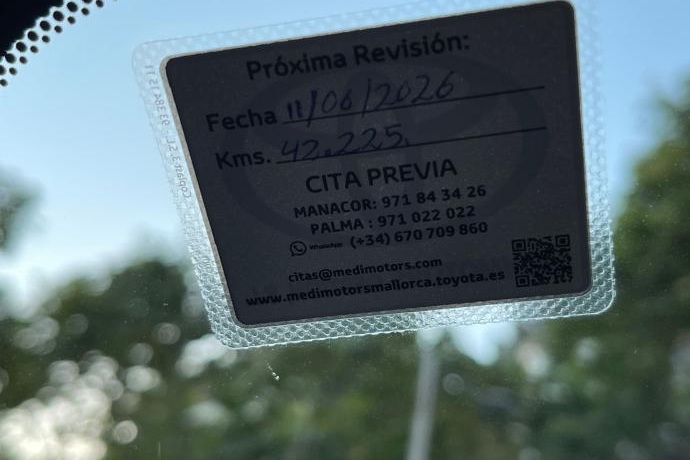 Próxima Revisión:
Fecha 11/06/2026
Kms. 42.225.
CITA PREVIA
MANACOR: 971 84 34 26
PALMA : 971 022 022
WhatsApp (+34) 670 709 860
citas@medimotors.com
www.medimotorsmallorca.toyota.es